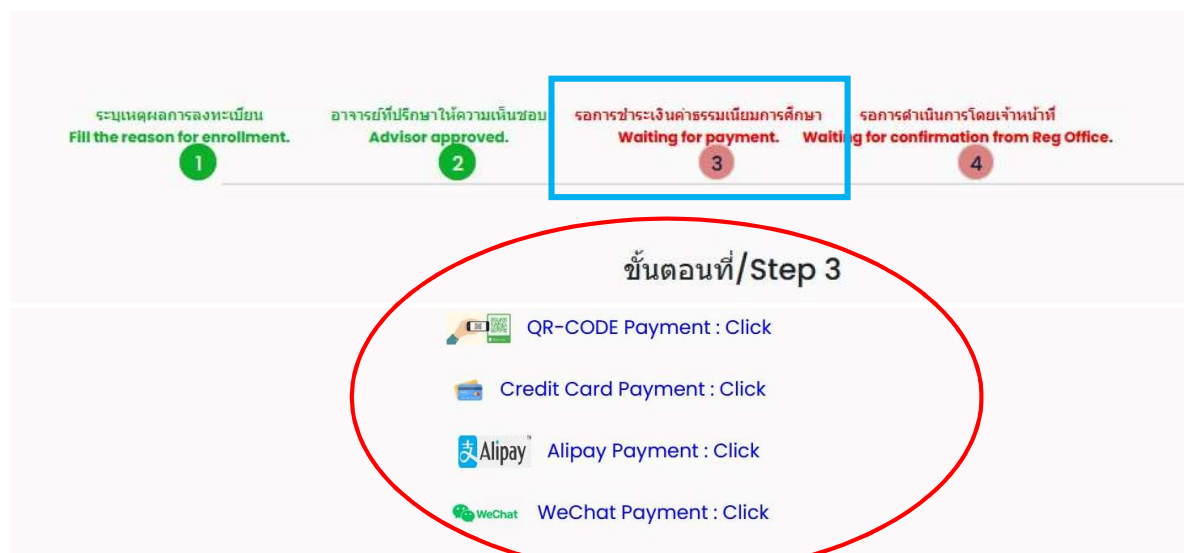 ระบุเหตุผลการลงทะเบียน
Fill the reason for enrollment.
1
อาจารย์ที่ปรึกษาให้ความเห็นชอบ
Advisor approved.
2
รอการชำระเงินค่าธรรมเนียมการศึกษา
Waiting for payment.
3
รอการดำเนินการโดยเจ้าหน้าที่
Waiting for confirmation from Reg Office.
4
ขั้นตอนที่/Step 3
QR-CODE Payment : Click
Credit Card Payment : Click
Alipay Alipay Payment : Click
WeChat WeChat Payment : Click